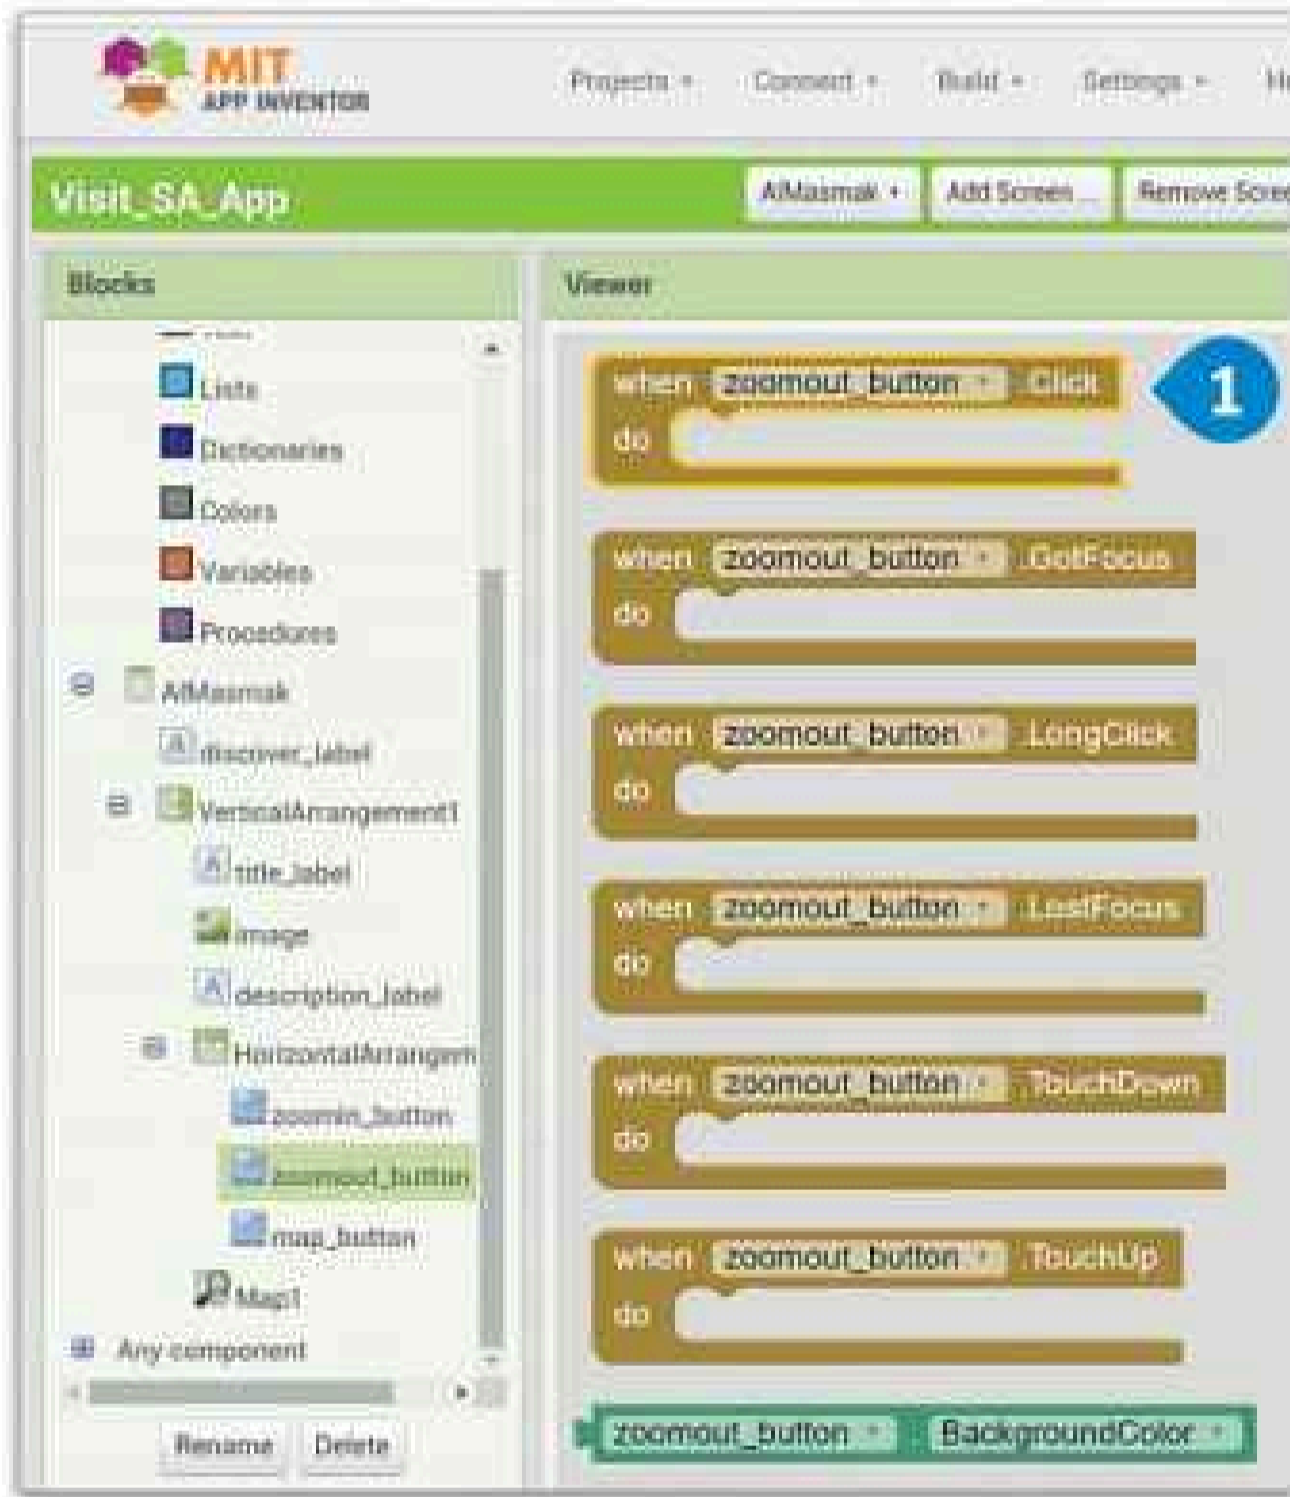 MIT
APP INVENTOR
Projects Connect Build Settings
Visit_SA_App
AlMasmak Add Screen ... Remove Scree
Blocks
Lists
Dictionaries
Colors
Variables
Procedures
AlMasmak
discover_label
VerticalArrangement1
title_label
image
description_label
HorizontalArrangem
zoomin_button
zoomout_button
map_button
Map1
Any component
Rename Delete
Viewer
when zoomout_button .Click
do
1
when zoomout_button .GotFocus
do
when zoomout_button .LongClick
do
when zoomout_button .LostFocus
do
when zoomout_button .TouchDown
do
when zoomout_button .TouchUp
do
zoomout_button BackgroundColor